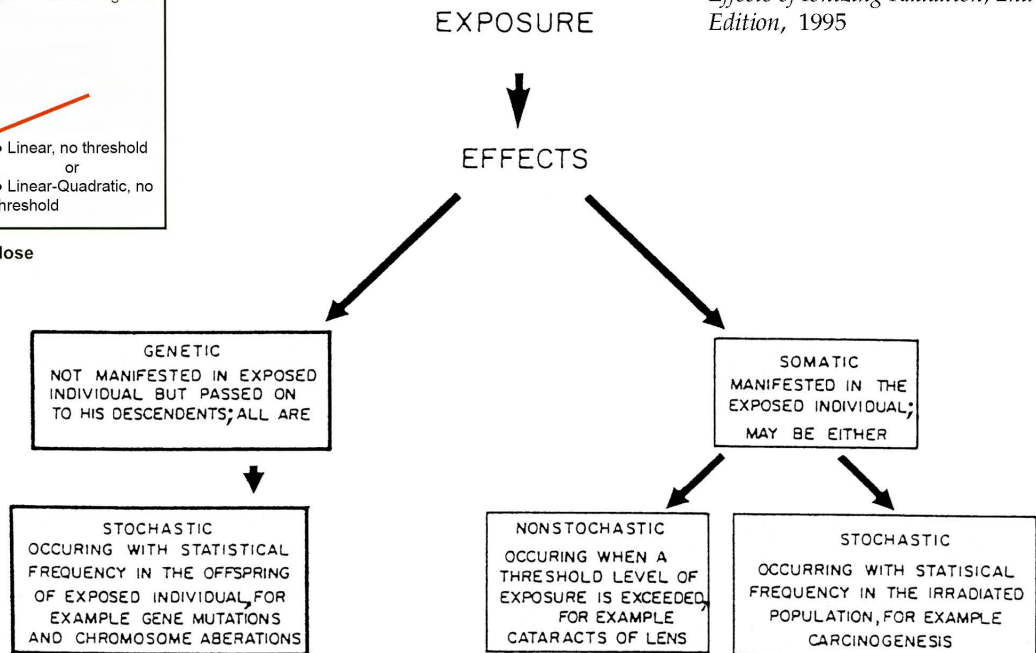 Edition, 1995
EXPOSURE
EFFECTS
Linear, no threshold
or
Linear-Quadratic, no
threshold
GENETIC
NOT MANIFESTED IN EXPOSED
INDIVIDUAL BUT PASSED ON
TO HIS DESCENDENTS; ALL ARE
SOMATIC
MANIFESTED IN THE
EXPOSED INDIVIDUAL;
MAY BE EITHER
STOCHASTIC
OCCURING WITH STATISTICAL
FREQUENCY IN THE OFFSPRING
OF EXPOSED INDIVIDUAL, FOR
EXAMPLE GENE MUTATIONS
AND CHROMOSOME ABERATIONS
NONSTOCHASTIC
OCCURING WHEN A
THRESHOLD LEVEL OF
EXPOSURE IS EXCEEDED,
FOR EXAMPLE
CATARACTS OF LENS
STOCHASTIC
OCCURRING WITH STATISICAL
FREQUENCY IN THE IRRADIATED
POPULATION, FOR EXAMPLE
CARCINOGENESIS